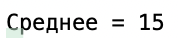 Среднее = 15